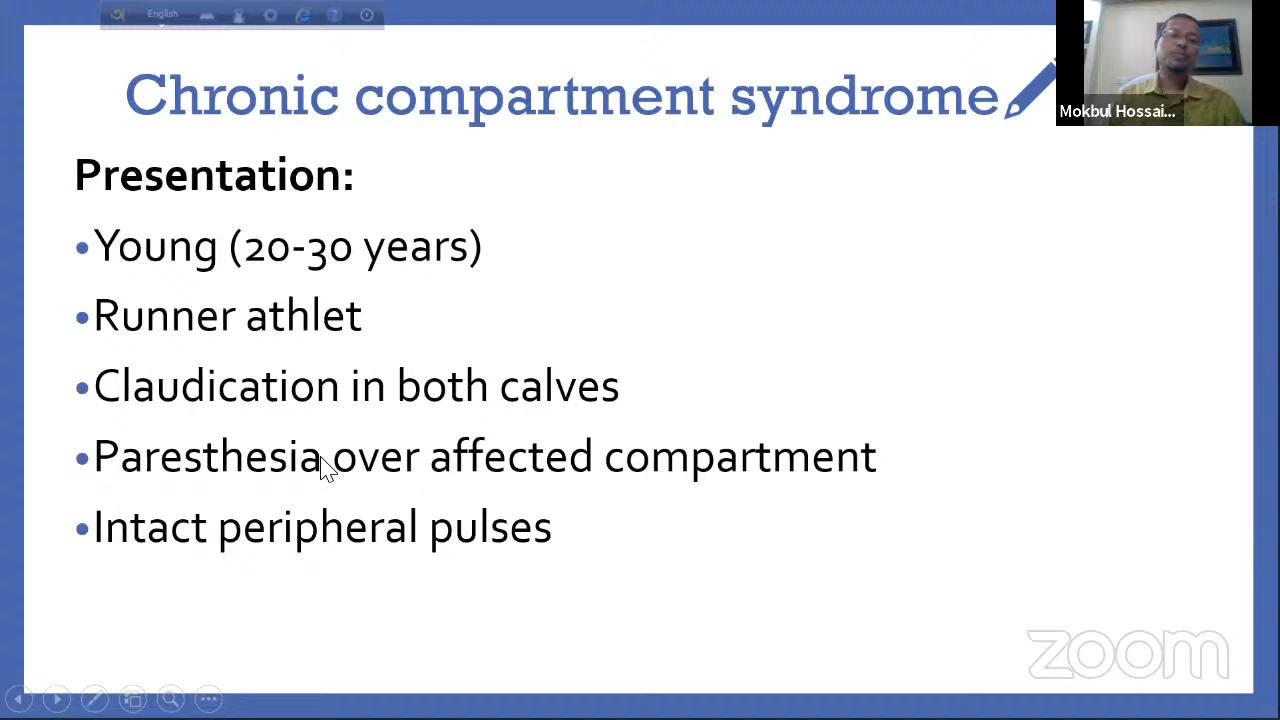 English
Chronic compartment syndrome
Mokbul Hossai...
Presentation:
•Young (20-30 years)
•Runner athlet
•Claudication in both calves
•Paresthesia over affected compartment
•Intact peripheral pulses
zoom